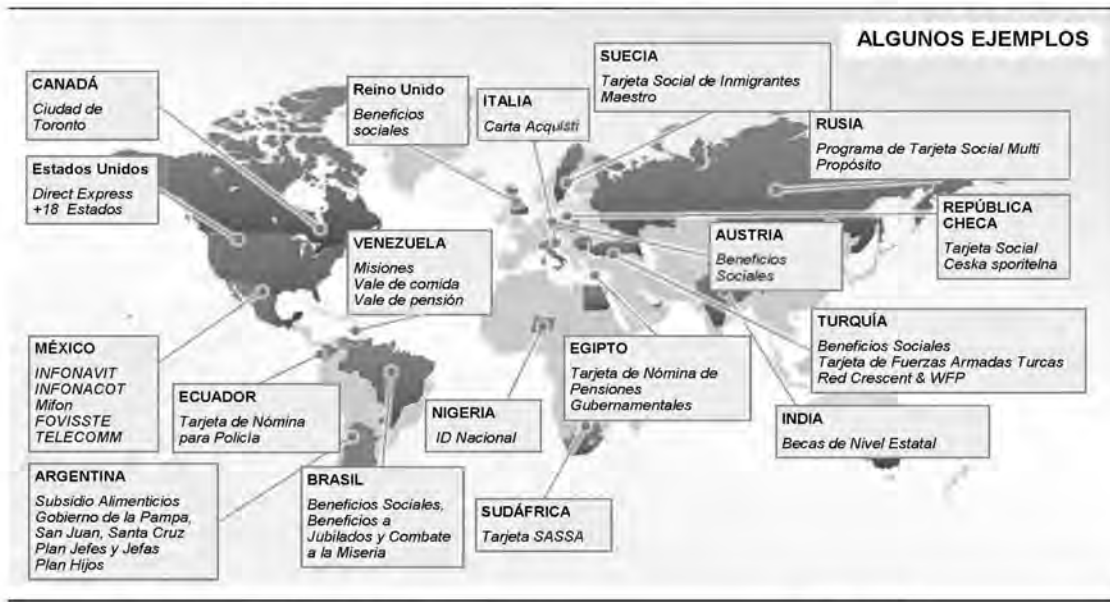 ALGUNOS EJEMPLOS
CANADÁ
Ciudad de
Toronto
Reino Unido
Beneficios
sociales
ITALIA
Carta Acquisti
SUECIA
Tarjeta Social de Inmigrantes
Maestro
RUSIA
Programa de Tarjeta Social Multi
Propósito
Estados Unidos
Direct Express
+18 Estados
VENEZUELA
Misiones
Vale de comida
Vale de pensión
AUSTRIA
Beneficios
Sociales
REPÚBLICA
CHECA
Tarjeta Social
Ceska sporitelna
MÉXICO
INFONAVIT
INFONACOT
Mifon
FOVISSTE
TELECOMM
ECUADOR
Tarjeta de Nómina
para Policía
NIGERIA
ID Nacional
EGIPTO
Tarjeta de Nómina de
Pensiones
Gubernamentales
TURQUÍA
Beneficios Sociales
Tarjeta de Fuerzas Armadas Turcas
Red Crescent & WFP
INDIA
Becas de Nivel Estatal
ARGENTINA
Subsidio Alimenticios
Gobierno de la Pampa,
San Juan, Santa Cruz
Plan Jefes y Jefas
Plan Hijos
BRASIL
Beneficios Sociales,
Beneficios a
Jubilados y Combate
a la Miseria
SUDÁFRICA
Tarjeta SASSA